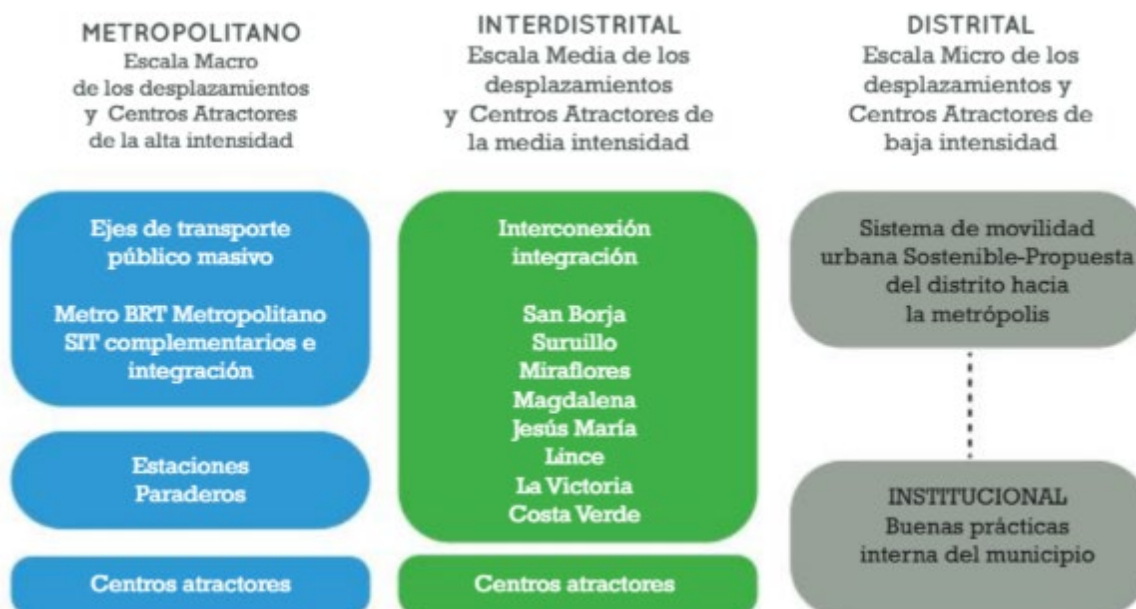 METROPOLITANO
Escala Macro
de los desplazamientos
y Centros Atractores
de la alta intensidad
Ejes de transporte
público masivo
Metro BRT Metropolitano
SIT complementarios e
integración
Estaciones
Paraderos
Centros atractores
INTERDISTRITAL
Escala Media de los
desplazamientos
y Centros Atractores de
la media intensidad
Interconexión
integración
San Borja
Suruillo
Miraflores
Magdalena
Jesús María
Lince
La Victoria
Costa Verde
Centros atractores
DISTRITAL
Escala Micro de los
desplazamientos y
Centros Atractores de
baja intensidad
Sistema de movilidad
urbana Sostenible-Propuesta
del distrito hacia
la metrópolis
INSTITUCIONAL
Buenas prácticas
interna del municipio